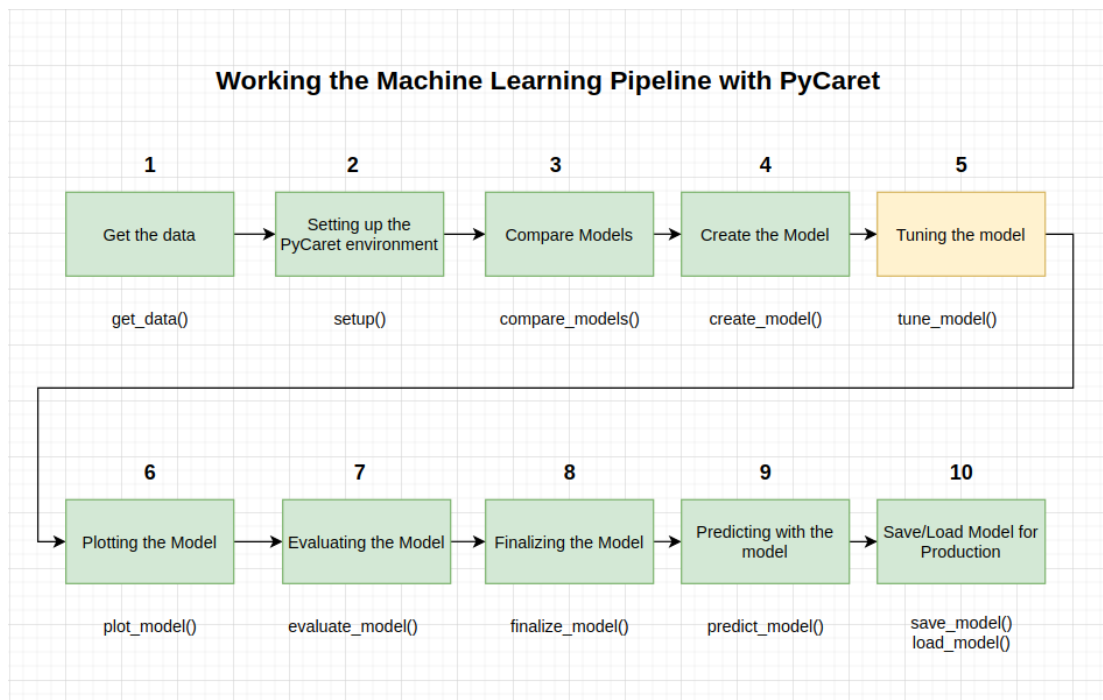 Working the Machine Learning Pipeline with PyCaret
1
2
3
4
5
Get the data
Setting up the
PyCaret environment
Compare Models
Create the Model
Tuning the model
get_data()
setup()
compare_models()
create_model()
tune_model()
6
7
8
9
10
Plotting the Model
Evaluating the Model
Finalizing the Model
Predicting with the
model
Save/Load Model for
Production
plot_model()
evaluate_model()
finalize_model()
predict_model()
save_model()
load_model()